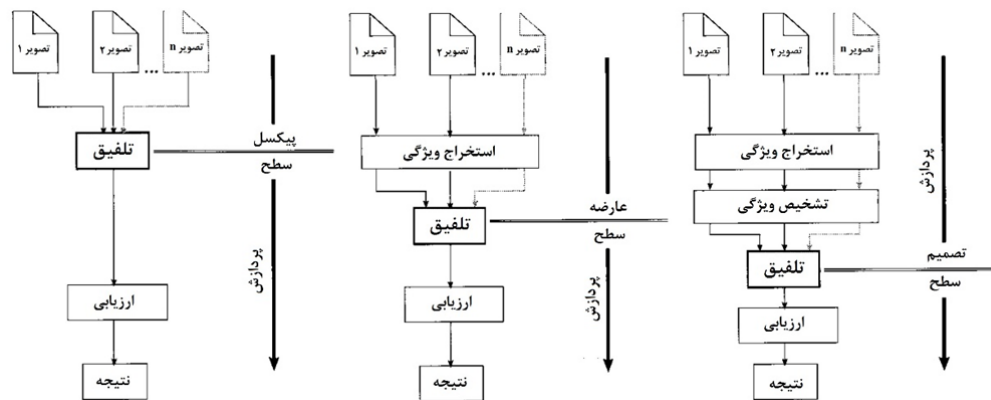 تصویر ۱
تصویر ۲
...
تصویر n
تلفیق
پیکسل
سطح
پردازش
ارزیابی
نتیجه
تصویر ۱
تصویر ۲
...
تصویر n
استخراج ویژگی
تلفیق
عارضه
سطح
پردازش
ارزیابی
نتیجه
تصویر ۱
تصویر ۲
...
تصویر n
پردازش
استخراج ویژگی
تشخیص ویژگی
تلفیق
تصمیم
سطح
ارزیابی
نتیجه